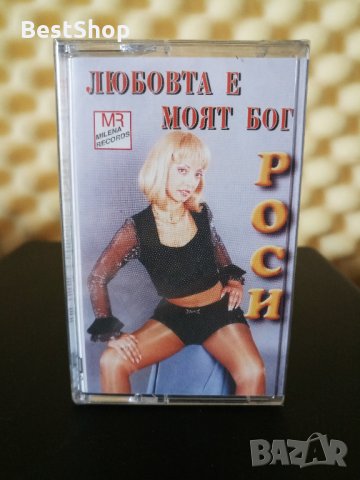 BestShop
ЛЮБОВТА Е
МОЯТ БОГ
MR
MILENA
RECORDS
РОСИ
BAZAR